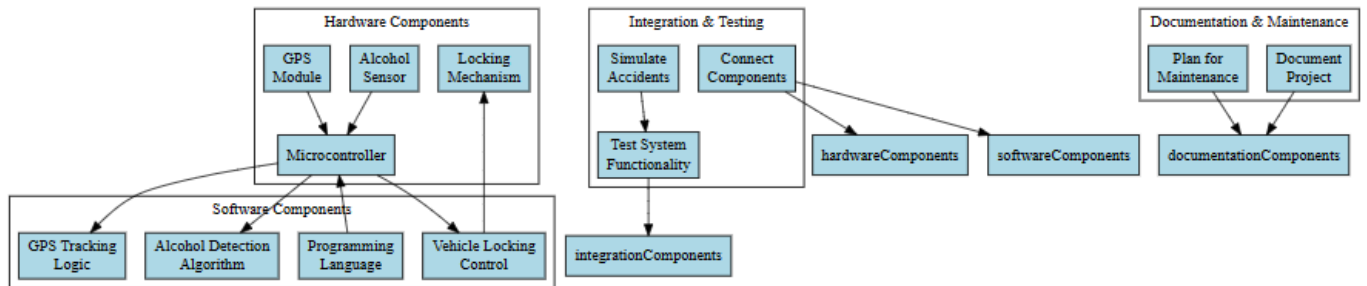 Hardware Components
GPS
Module
Alcohol
Sensor
Locking
Mechanism
Microcontroller
Software Components
GPS Tracking
Logic
Alcohol Detection
Algorithm
Programming
Language
Vehicle Locking
Control
Integration & Testing
Simulate
Accidents
Connect
Components
Test System
Functionality
hardwareComponents
softwareComponents
integrationComponents
Documentation & Maintenance
Plan for
Maintenance
Document
Project
documentationComponents